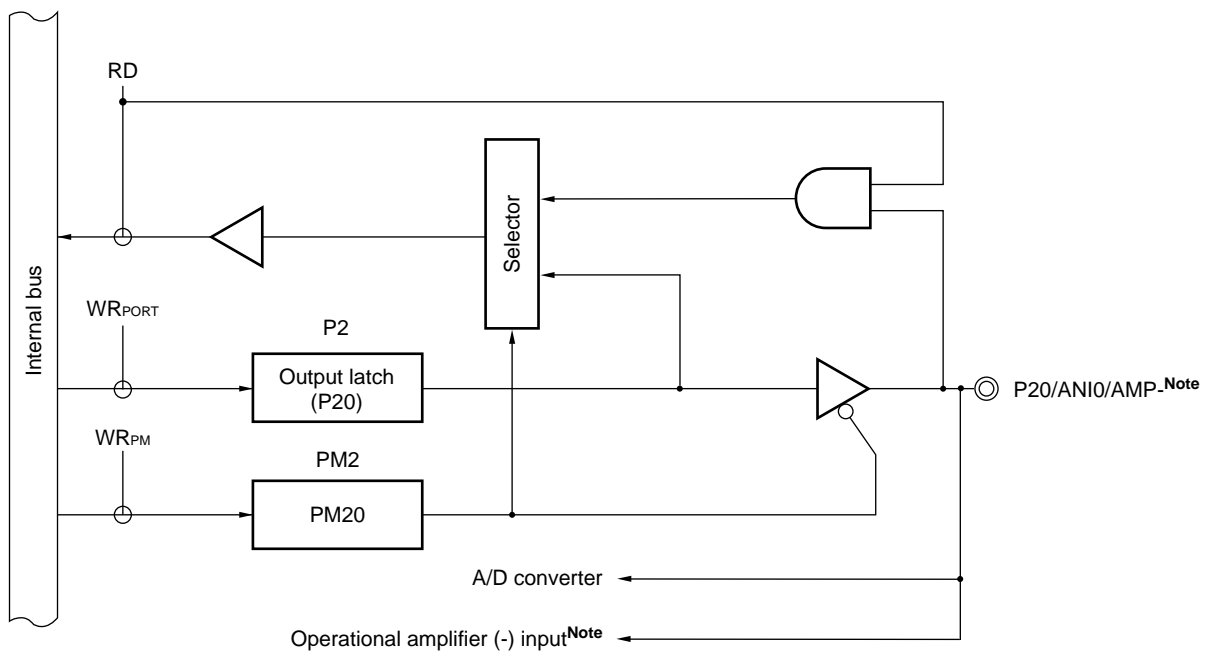 RD
Internal bus
Selector
WRPORT
P2
Output latch
(P20)
P20/ANI0/AMP-Note
WRPM
PM2
PM20
A/D converter
Operational amplifier (-) inputNote